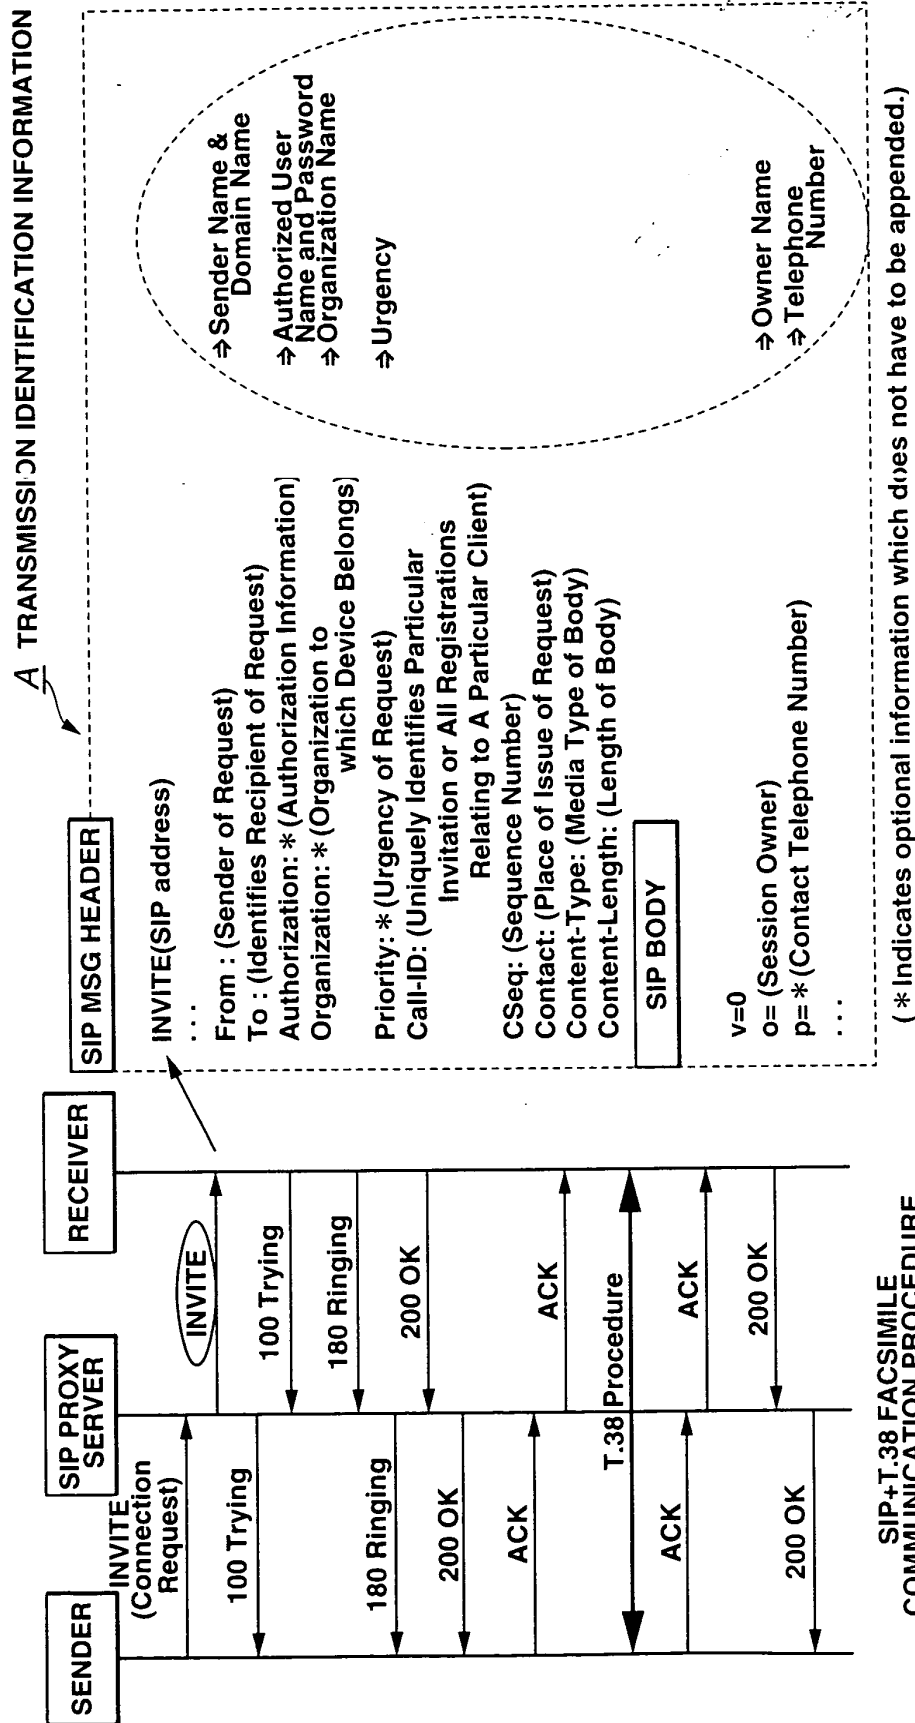 A TRANSMISSION IDENTIFICATION INFORMATION
SENDER
SIP PROXY
SERVER
RECEIVER
INVITE
(Connection
Request)
INVITE
100 Trying
100 Trying
180 Ringing
180 Ringing
200 OK
200 OK
ACK
ACK
T.38 Procedure
ACK
ACK
200 OK
200 OK
SIP+T.38 FACSIMILE
COMMUNICATION PROCEDURE
SIP MSG HEADER
INVITE(SIP address)
. . .
From : (Sender of Request)
To : (Identifies Recipient of Request)
Authorization: *(Authorization Information)
Organization: *(Organization to
which Device Belongs)
Priority: *(Urgency of Request)
Call-ID: (Uniquely Identifies Particular
Invitation or All Registrations
Relating to A Particular Client)
CSeq: (Sequence Number)
Contact: (Place of Issue of Request)
Content-Type: (Media Type of Body)
Content-Length: (Length of Body)
SIP BODY
v=0
o= (Session Owner)
p= *(Contact Telephone Number)
. . .
⇒Sender Name &
Domain Name
⇒Authorized User
Name and Password
⇒Organization Name
⇒Urgency
⇒Owner Name
⇒Telephone
Number
(*Indicates optional information which does not have to be appended.)